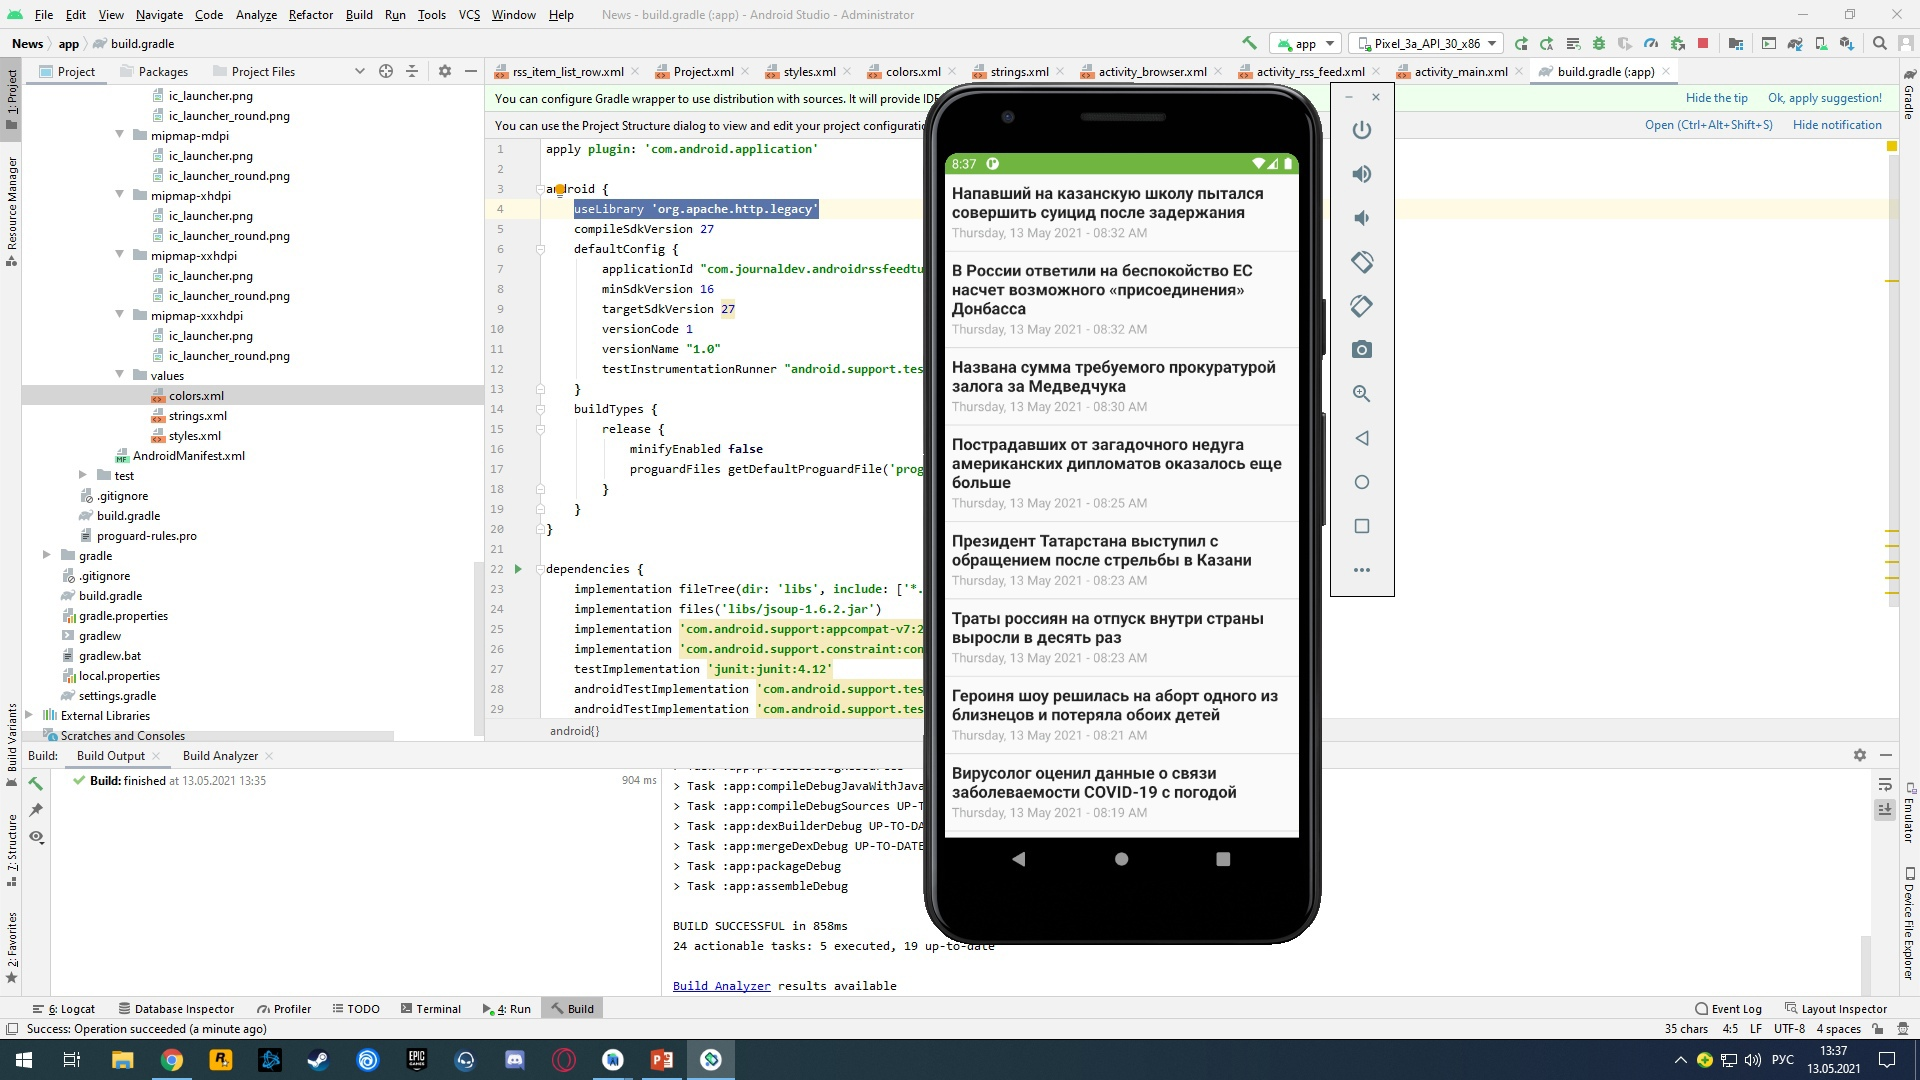 File Edit View Navigate Code Analyze Refactor Build Run Tools VCS Window Help News - build.gradle (:app) - Android Studio - Administrator
News app build.gradle
app Pixel_3a_API_30_x86
Project Packages Project Files
rss_item_list_row.xml Project.xml styles.xml colors.xml strings.xml activity_browser.xml activity_rss_feed.xml activity_main.xml build.gradle (:app)
You can configure Gradle wrapper to use distribution with sources. It will provide IDE
Hide the tip Ok, apply suggestion!
You can use the Project Structure dialog to view and edit your project configuratio
Open (Ctrl+Alt+Shift+S) Hide notification
1: Project
Resource Manager
Build Variants
7: Structure
2: Favorites
ic_launcher.png
ic_launcher_round.png
mipmap-mdpi
ic_launcher.png
ic_launcher_round.png
mipmap-xhdpi
ic_launcher.png
ic_launcher_round.png
mipmap-xxhdpi
ic_launcher.png
ic_launcher_round.png
mipmap-xxxhdpi
ic_launcher.png
ic_launcher_round.png
values
colors.xml
strings.xml
styles.xml
AndroidManifest.xml
test
.gitignore
build.gradle
proguard-rules.pro
gradle
.gitignore
build.gradle
gradle.properties
gradlew
gradlew.bat
local.properties
settings.gradle
External Libraries
Scratches and Consoles
1 apply plugin: 'com.android.application'
2
3 android {
4 useLibrary 'org.apache.http.legacy'
5 compileSdkVersion 27
6 defaultConfig {
7 applicationId "com.journaldev.androidrssfeedtu
8 minSdkVersion 16
9 targetSdkVersion 27
10 versionCode 1
11 versionName "1.0"
12 testInstrumentationRunner "android.support.tes
13 }
14 buildTypes {
15 release {
16 minifyEnabled false
17 proguardFiles getDefaultProguardFile('prog
18 }
19 }
20 }
21
22 dependencies {
23 implementation fileTree(dir: 'libs', include: ['*.
24 implementation files('libs/jsoup-1.6.2.jar')
25 implementation 'com.android.support:appcompat-v7:2
26 implementation 'com.android.support.constraint:con
27 testImplementation 'junit:junit:4.12'
28 androidTestImplementation 'com.android.support.tes
29 androidTestImplementation 'com.android.support.tes
android{}
8:37
Напавший на казанскую школу пытался
совершить суицид после задержания
Thursday, 13 May 2021 - 08:32 AM
В России ответили на беспокойство ЕС
насчет возможного «присоединения»
Донбасса
Thursday, 13 May 2021 - 08:32 AM
Названа сумма требуемого прокуратурой
залога за Медведчука
Thursday, 13 May 2021 - 08:30 AM
Пострадавших от загадочного недуга
американских дипломатов оказалось еще
больше
Thursday, 13 May 2021 - 08:25 AM
Президент Татарстана выступил с
обращением после стрельбы в Казани
Thursday, 13 May 2021 - 08:23 AM
Траты россиян на отпуск внутри страны
выросли в десять раз
Thursday, 13 May 2021 - 08:23 AM
Героиня шоу решилась на аборт одного из
близнецов и потеряла обоих детей
Thursday, 13 May 2021 - 08:21 AM
Вирусолог оценил данные о связи
заболеваемости COVID-19 с погодой
Thursday, 13 May 2021 - 08:19 AM
Gradle
Emulator
Device File Explorer
Build: Build Output Build Analyzer
Build: finished at 13.05.2021 13:35 904 ms
> Task :app:compileDebugJavaWithJava
> Task :app:compileDebugSources UP-T
> Task :app:dexBuilderDebug UP-TO-DA
> Task :app:mergeDexDebug UP-TO-DATE
> Task :app:packageDebug
> Task :app:assembleDebug
BUILD SUCCESSFUL in 858ms
24 actionable tasks: 5 executed, 19 up-to-date
Build Analyzer results available
6: Logcat Database Inspector Profiler TODO Terminal 4: Run Build Event Log Layout Inspector
Success: Operation succeeded (a minute ago) 35 chars 4:5 LF UTF-8 4 spaces
EPIC GAMES
РУС
13:37
13.05.2021